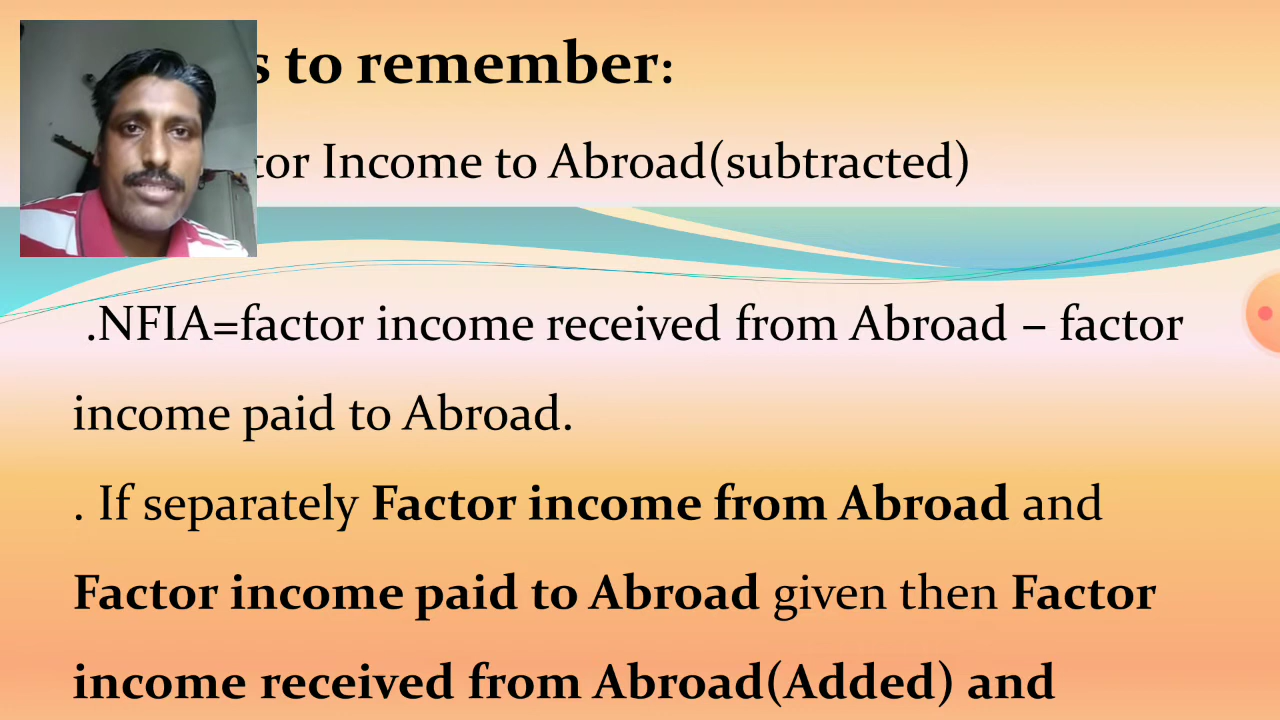 s to remember:
tor Income to Abroad(subtracted)
.NFIA=factor income received from Abroad – factor
income paid to Abroad.
. If separately Factor income from Abroad and
Factor income paid to Abroad given then Factor
income received from Abroad(Added) and